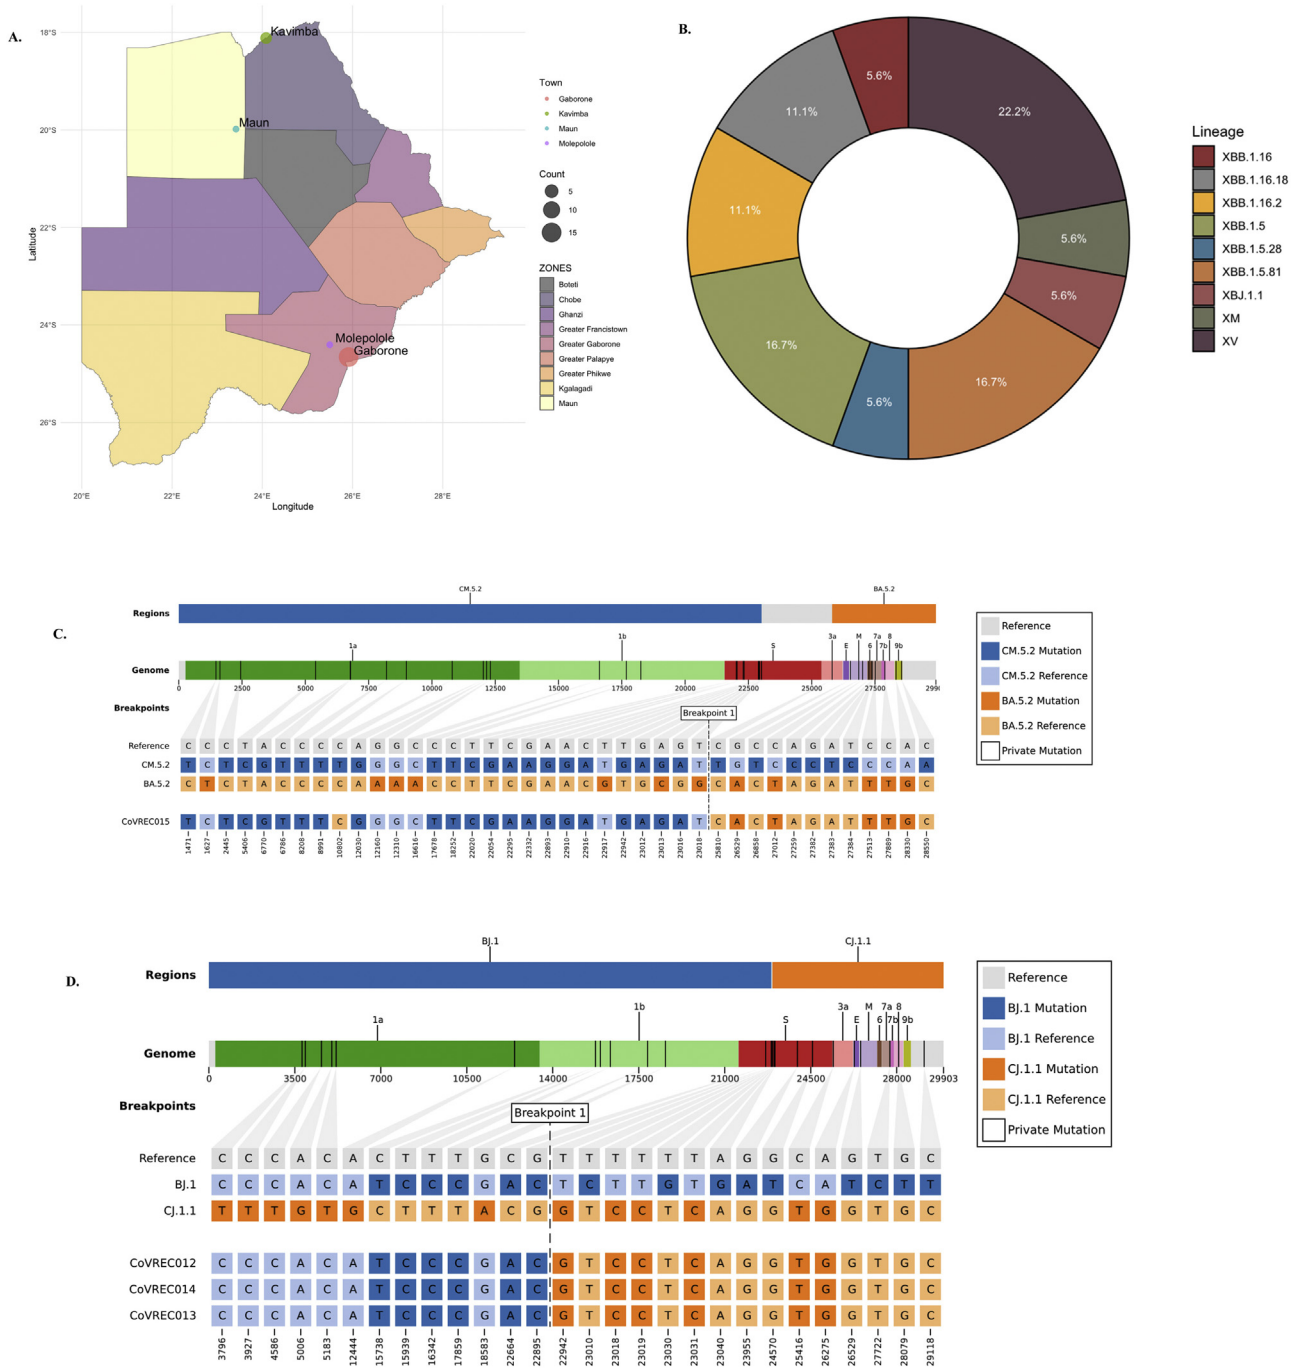 A.
18°S
20°S
22°S
24°S
26°S
Latitude
20°E 22°E 24°E 26°E 28°E
Longitude
Kavimba
Maun
Molepolole
Gaborone
Town
Gaborone
Kavimba
Maun
Molepolole
Count
5
10
15
ZONES
Boteti
Chobe
Ghanzi
Greater Francistown
Greater Gaborone
Greater Palapye
Greater Phikwe
Kgalagadi
Maun
B.
5.6%
22.2%
11.1%
11.1%
5.6%
5.6%
16.7%
16.7%
5.6%
Lineage
XBB.1.16
XBB.1.16.18
XBB.1.16.2
XBB.1.5
XBB.1.5.28
XBB.1.5.81
XBJ.1.1
XM
XV
C.
CM.5.2 BA.5.2
Regions
1a 1b S 3a E M 6 7a 7b 8 9b
Genome
0 2500 5000 7500 10000 12500 15000 17500 20000 22500 25000 27500 2990
Breakpoints
Breakpoint 1
Reference C C C T A C C C C A G G C C C T T C G A A C T T G A G T C G C C A G A T C C A C
CM.5.2 T C T C G T T T T G G G C T T C G A A G G A T G A G A T T G T C C C T C C C A A
BA.5.2 C T C T A C C C C A A A A C C T T C G A A C G T G C G G C A C T A G A T T T G C
CoVREC015 T C T C G T T T C G G G C T T C G A A G G A T G A G A T C A C T A G A T T T G C
1471 1627 2445 5406 6770 6786 8208 8991 10802 12030 12160 12310 16616 17678 18252 22020 22054 22295 22332 22893 22910 22916 22917 22942 23012 23013 23016 23018 25810 26529 26858 27012 27259 27382 27383 27384 27513 27889 28330 28550
Reference
CM.5.2 Mutation
CM.5.2 Reference
BA.5.2 Mutation
BA.5.2 Reference
Private Mutation
D.
BJ.1 CJ.1.1
Regions
1a 1b S 3a E M 6 7a 7b 8 9b
Genome
0 3500 7000 10500 14000 17500 21000 24500 28000 29903
Breakpoints
Breakpoint 1
Reference C C C A C A C T T T G C G T T T T T A G G C A G T G C
BJ.1 C C C A C A T C C C G A C T C T T G T G A T C A T C T T
CJ.1.1 T T T G T G C T T T A C G G T C C T C A G G T G G T G C
CoVREC012 C C C A C A T C C C G A C G T C C T C A G G T G G T G C
CoVREC014 C C C A C A T C C C G A C G T C C T C A G G T G G T G C
CoVREC013 C C C A C A T C C C G A C G T C C T C A G G T G G T G C
3796 3927 4586 5006 5183 12444 15738 15939 16342 17859 18583 22664 22895 22942 23010 23018 23019 23030 23031 23040 23955 24570 25416 26275 26529 27722 28079 29118
Reference
BJ.1 Mutation
BJ.1 Reference
CJ.1.1 Mutation
CJ.1.1 Reference
Private Mutation